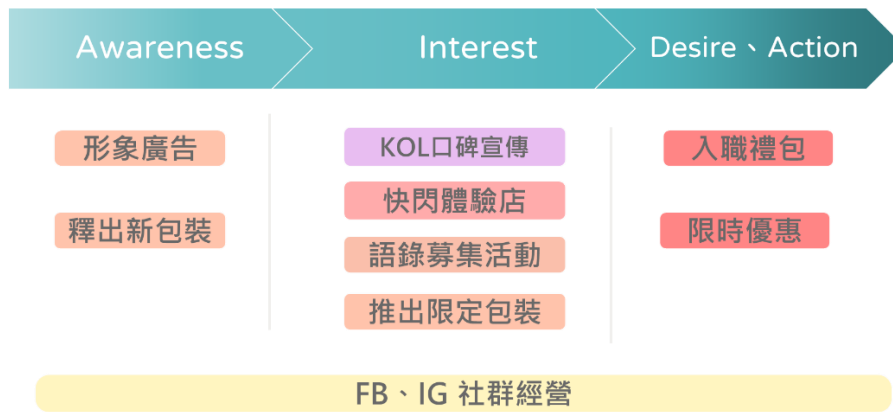 Awareness
Interest
Desire、Action
形象廣告
釋出新包裝
KOL口碑宣傳
快閃體驗店
語錄募集活動
推出限定包裝
入職禮包
限時優惠
FB、IG 社群經營